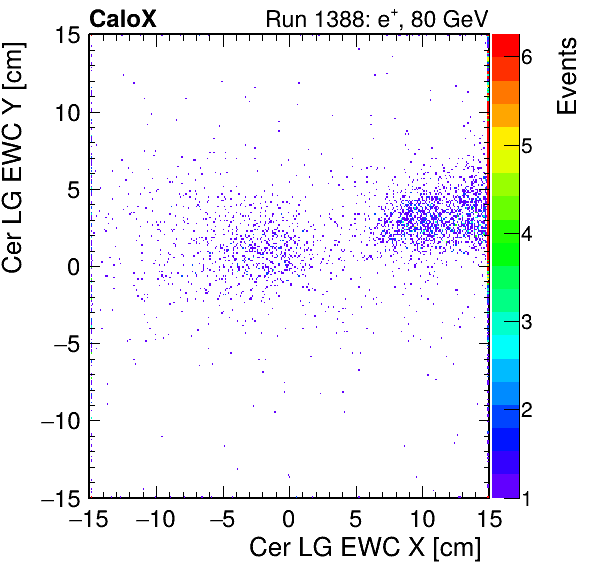 CaloX Run 1388: e+, 80 GeV
Cer LG EWC Y [cm]
15
10
5
0
−5
−10
−15
−15 −10 −5 0 5 10 15
Cer LG EWC X [cm]
Events
6
5
4
3
2
1